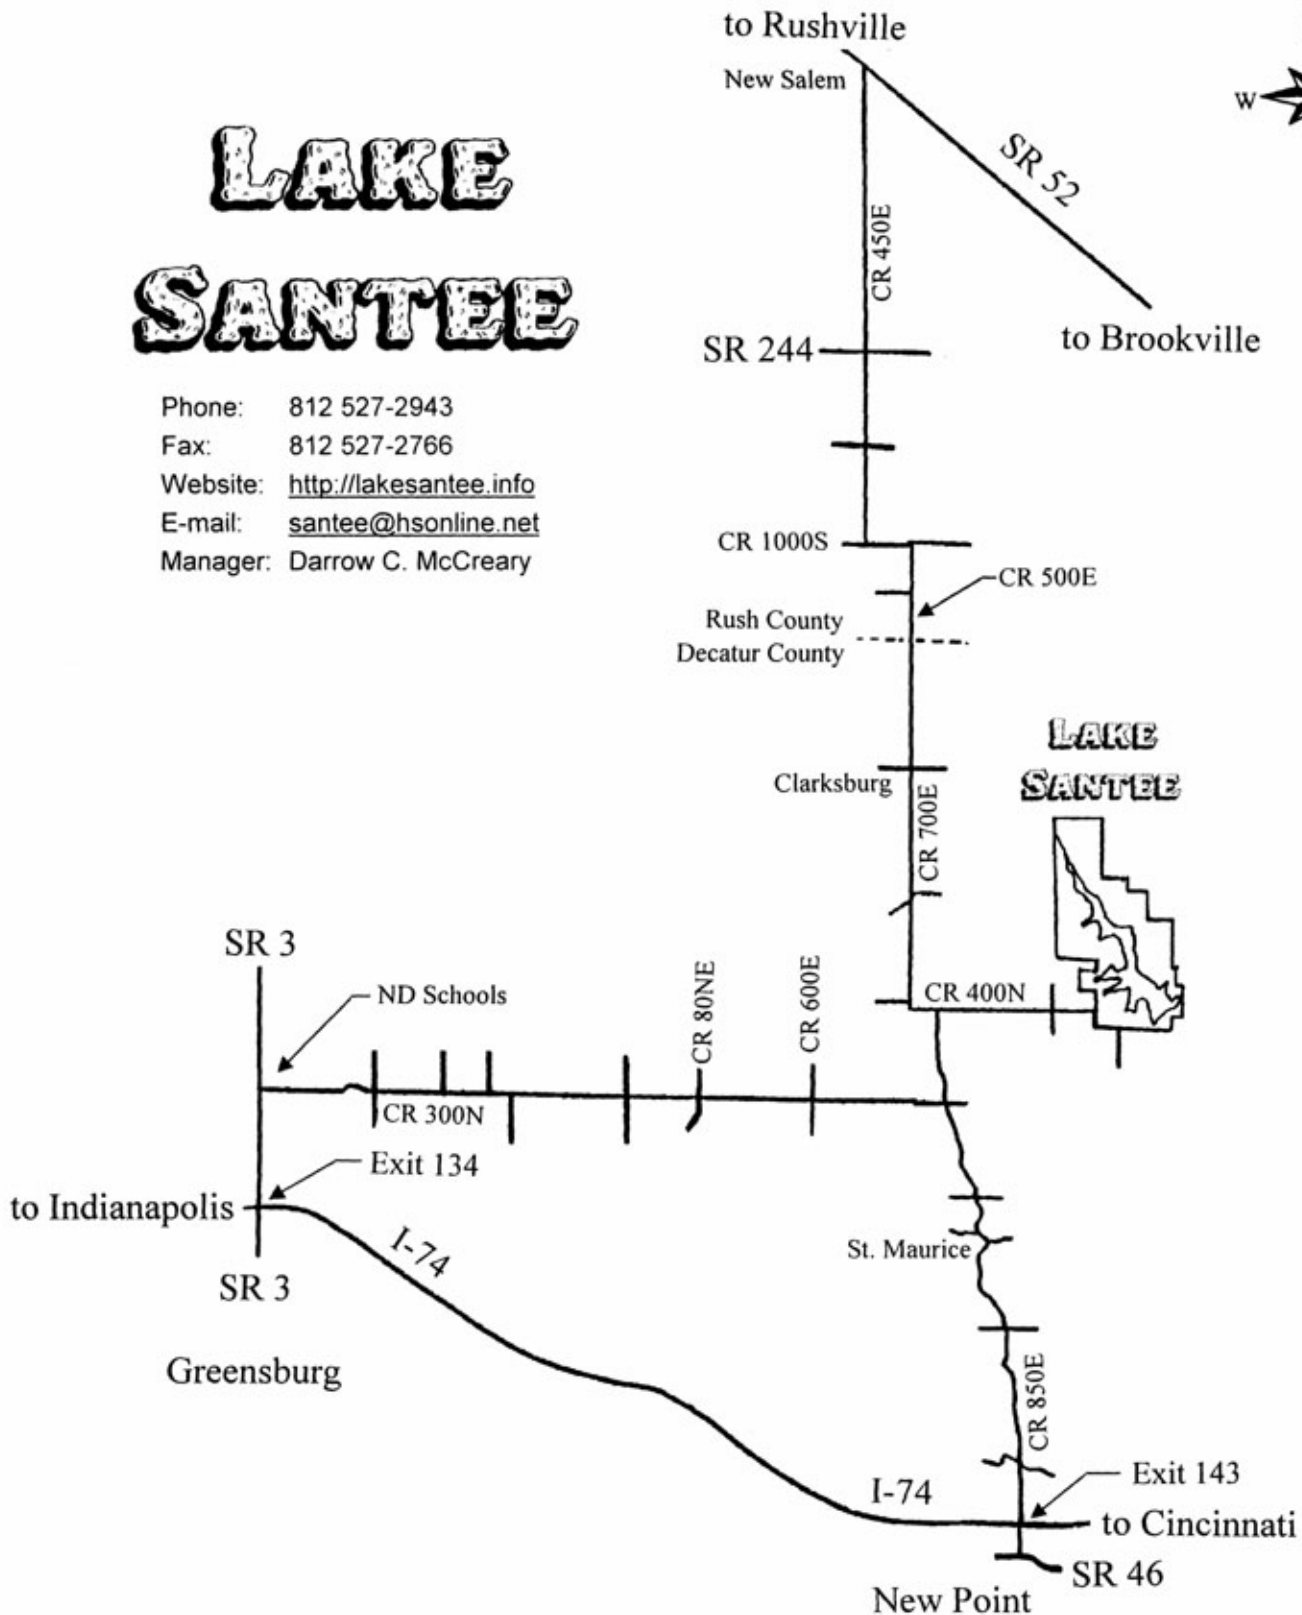 to Rushville
New Salem
W
LAKE
SANTEE
SR 52
CR 450E
SR 244
to Brookville
Phone: 812 527-2943
Fax: 812 527-2766
Website: http://lakesantee.info
E-mail: santee@hsonline.net
Manager: Darrow C. McCreary
CR 1000S
CR 500E
Rush County
Decatur County
LAKE
SANTEE
Clarksburg
CR 700E
SR 3
ND Schools
CR 80NE
CR 600E
CR 400N
CR 300N
Exit 134
to Indianapolis
I-74
St. Maurice
SR 3
Greensburg
CR 850E
Exit 143
I-74
to Cincinnati
SR 46
New Point